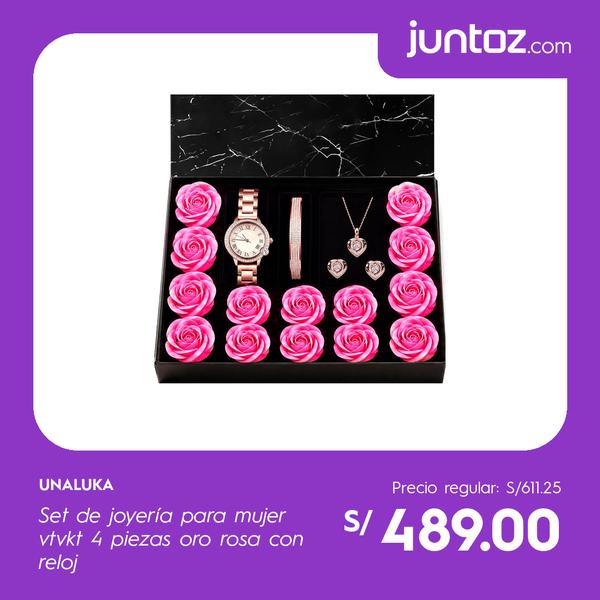 juntoz.com
UNALUKA
Set de joyería para mujer
vtvkt 4 piezas oro rosa con
reloj
Precio regular: S/611.25
S/ 489.00